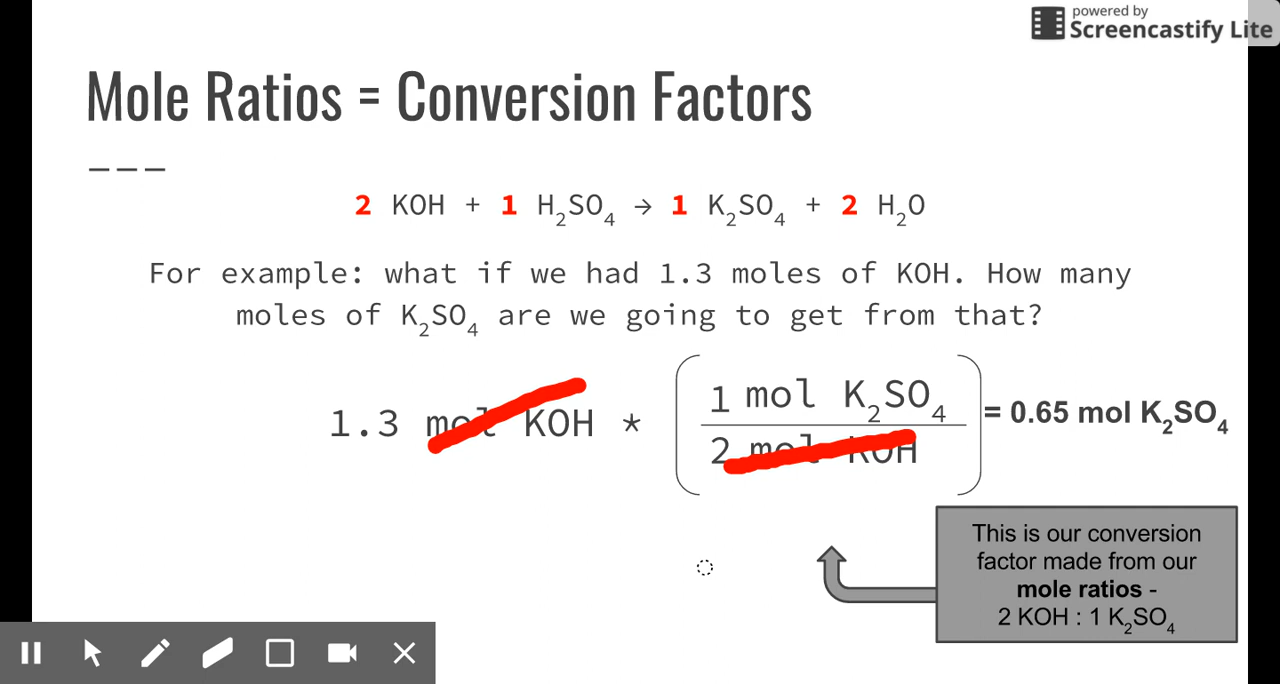 powered by
Screencastify Lite
Mole Ratios = Conversion Factors
2 KOH + 1 H₂SO₄ → 1 K₂SO₄ + 2 H₂O
For example: what if we had 1.3 moles of KOH. How many
moles of K₂SO₄ are we going to get from that?
1.3 mol KOH *
1 mol K₂SO₄
2 mol KOH
= 0.65 mol K₂SO₄
This is our conversion
factor made from our
mole ratios -
2 KOH : 1 K₂SO₄